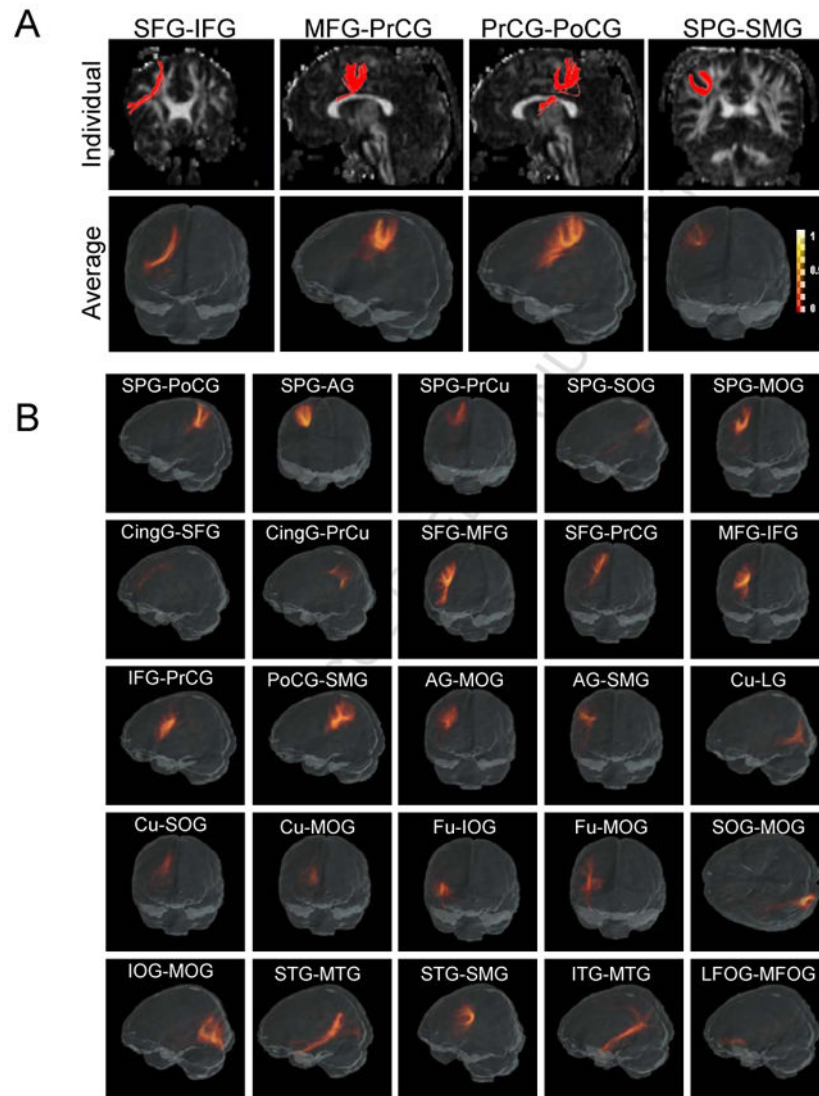 A
SFG-IFG MFG-PrCG PrCG-PoCG SPG-SMG
Individual
Average
1
0
B
SPG-PoCG SPG-AG SPG-PrCu SPG-SOG SPG-MOG
CingG-SFG CingG-PrCu SFG-MFG SFG-PrCG MFG-IFG
IFG-PrCG PoCG-SMG AG-MOG AG-SMG Cu-LG
Cu-SOG Cu-MOG Fu-IOG Fu-MOG SOG-MOG
IOG-MOG STG-MTG STG-SMG ITG-MTG LFOG-MFOG